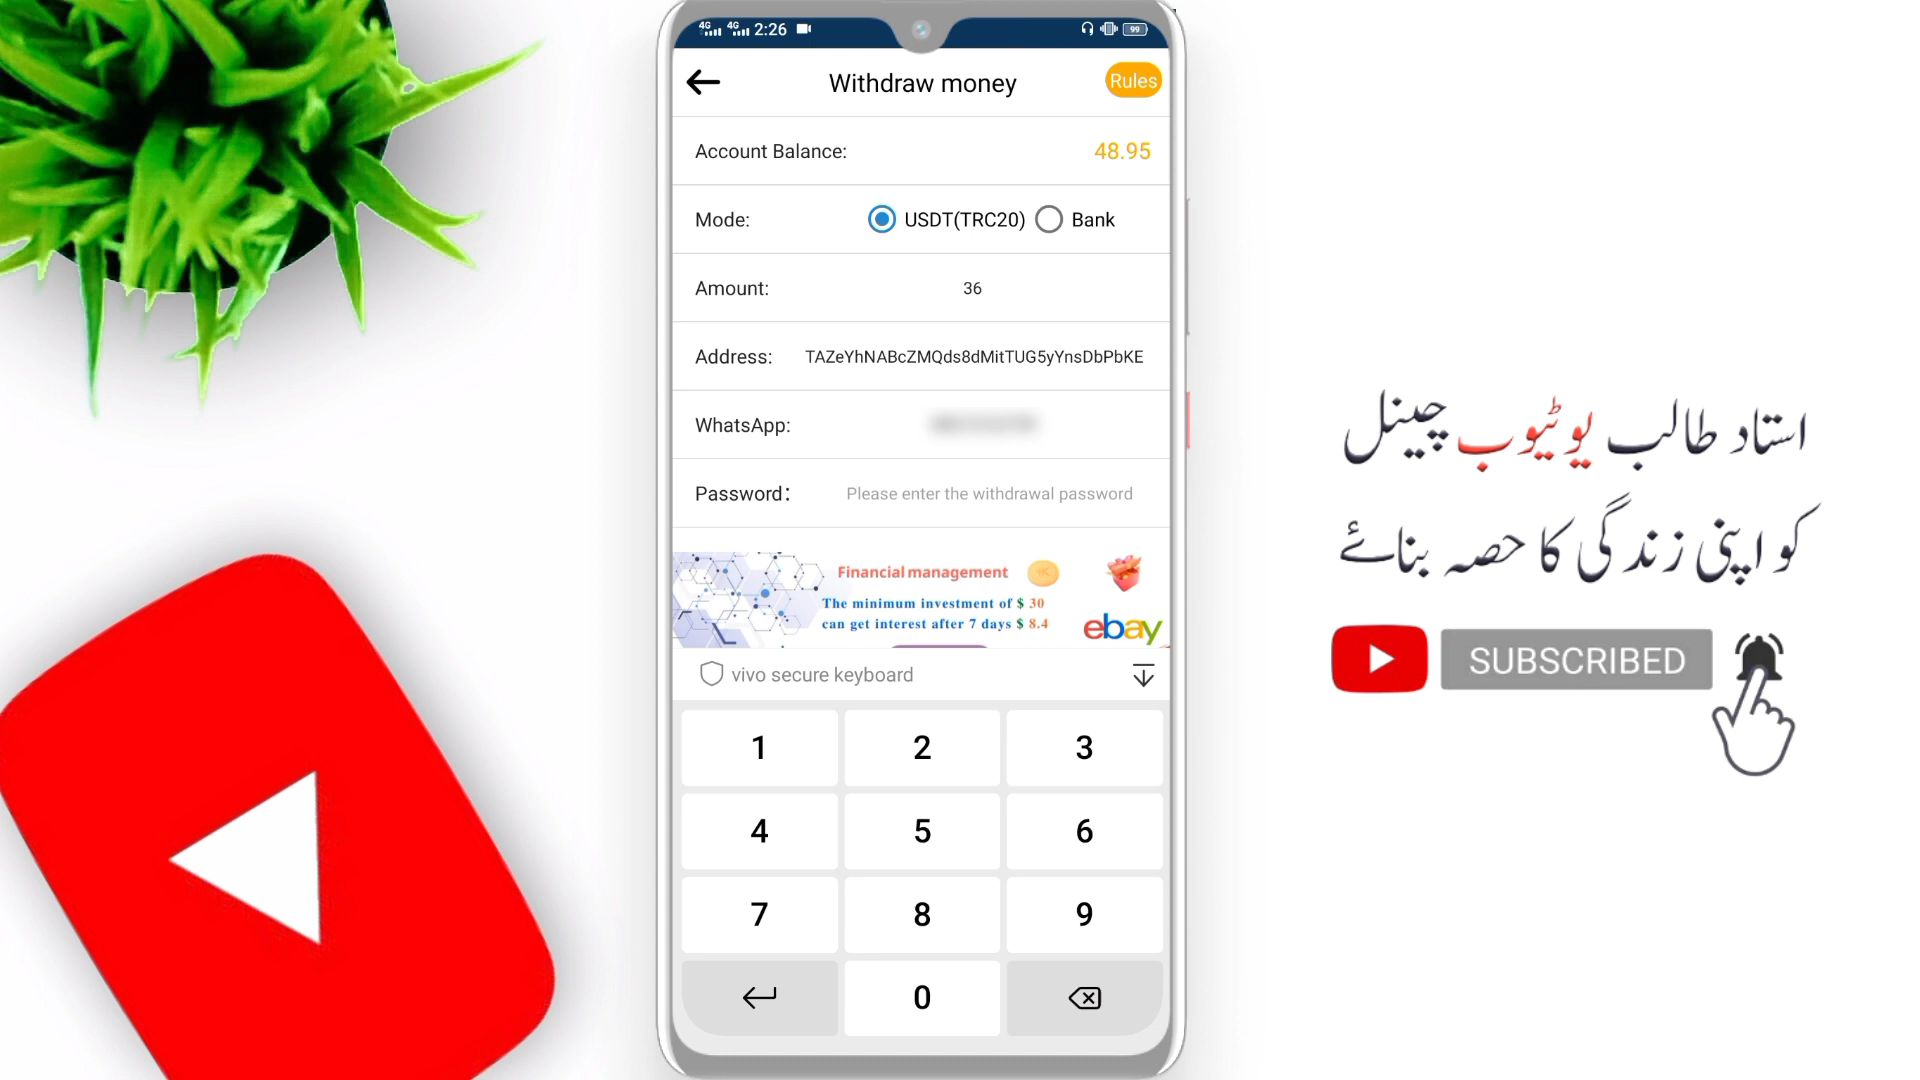 4G 4G 2:26 99
Withdraw money
Rules
Account Balance: 48.95
Mode: USDT(TRC20) Bank
Amount: 36
Address: TAZeYhNABcZMQds8dMitTUG5yYnsDbPbKE
WhatsApp:
Password:
Please enter the withdrawal password
Financial management
The minimum investment of $ 30
can get interest after 7 days $ 8.4
ebay
vivo secure keyboard
1 2 3
4 5 6
7 8 9
0
استاد طالب یوٹیوب چینل
کو اپنی زندگی کا حصہ بنائے
SUBSCRIBED